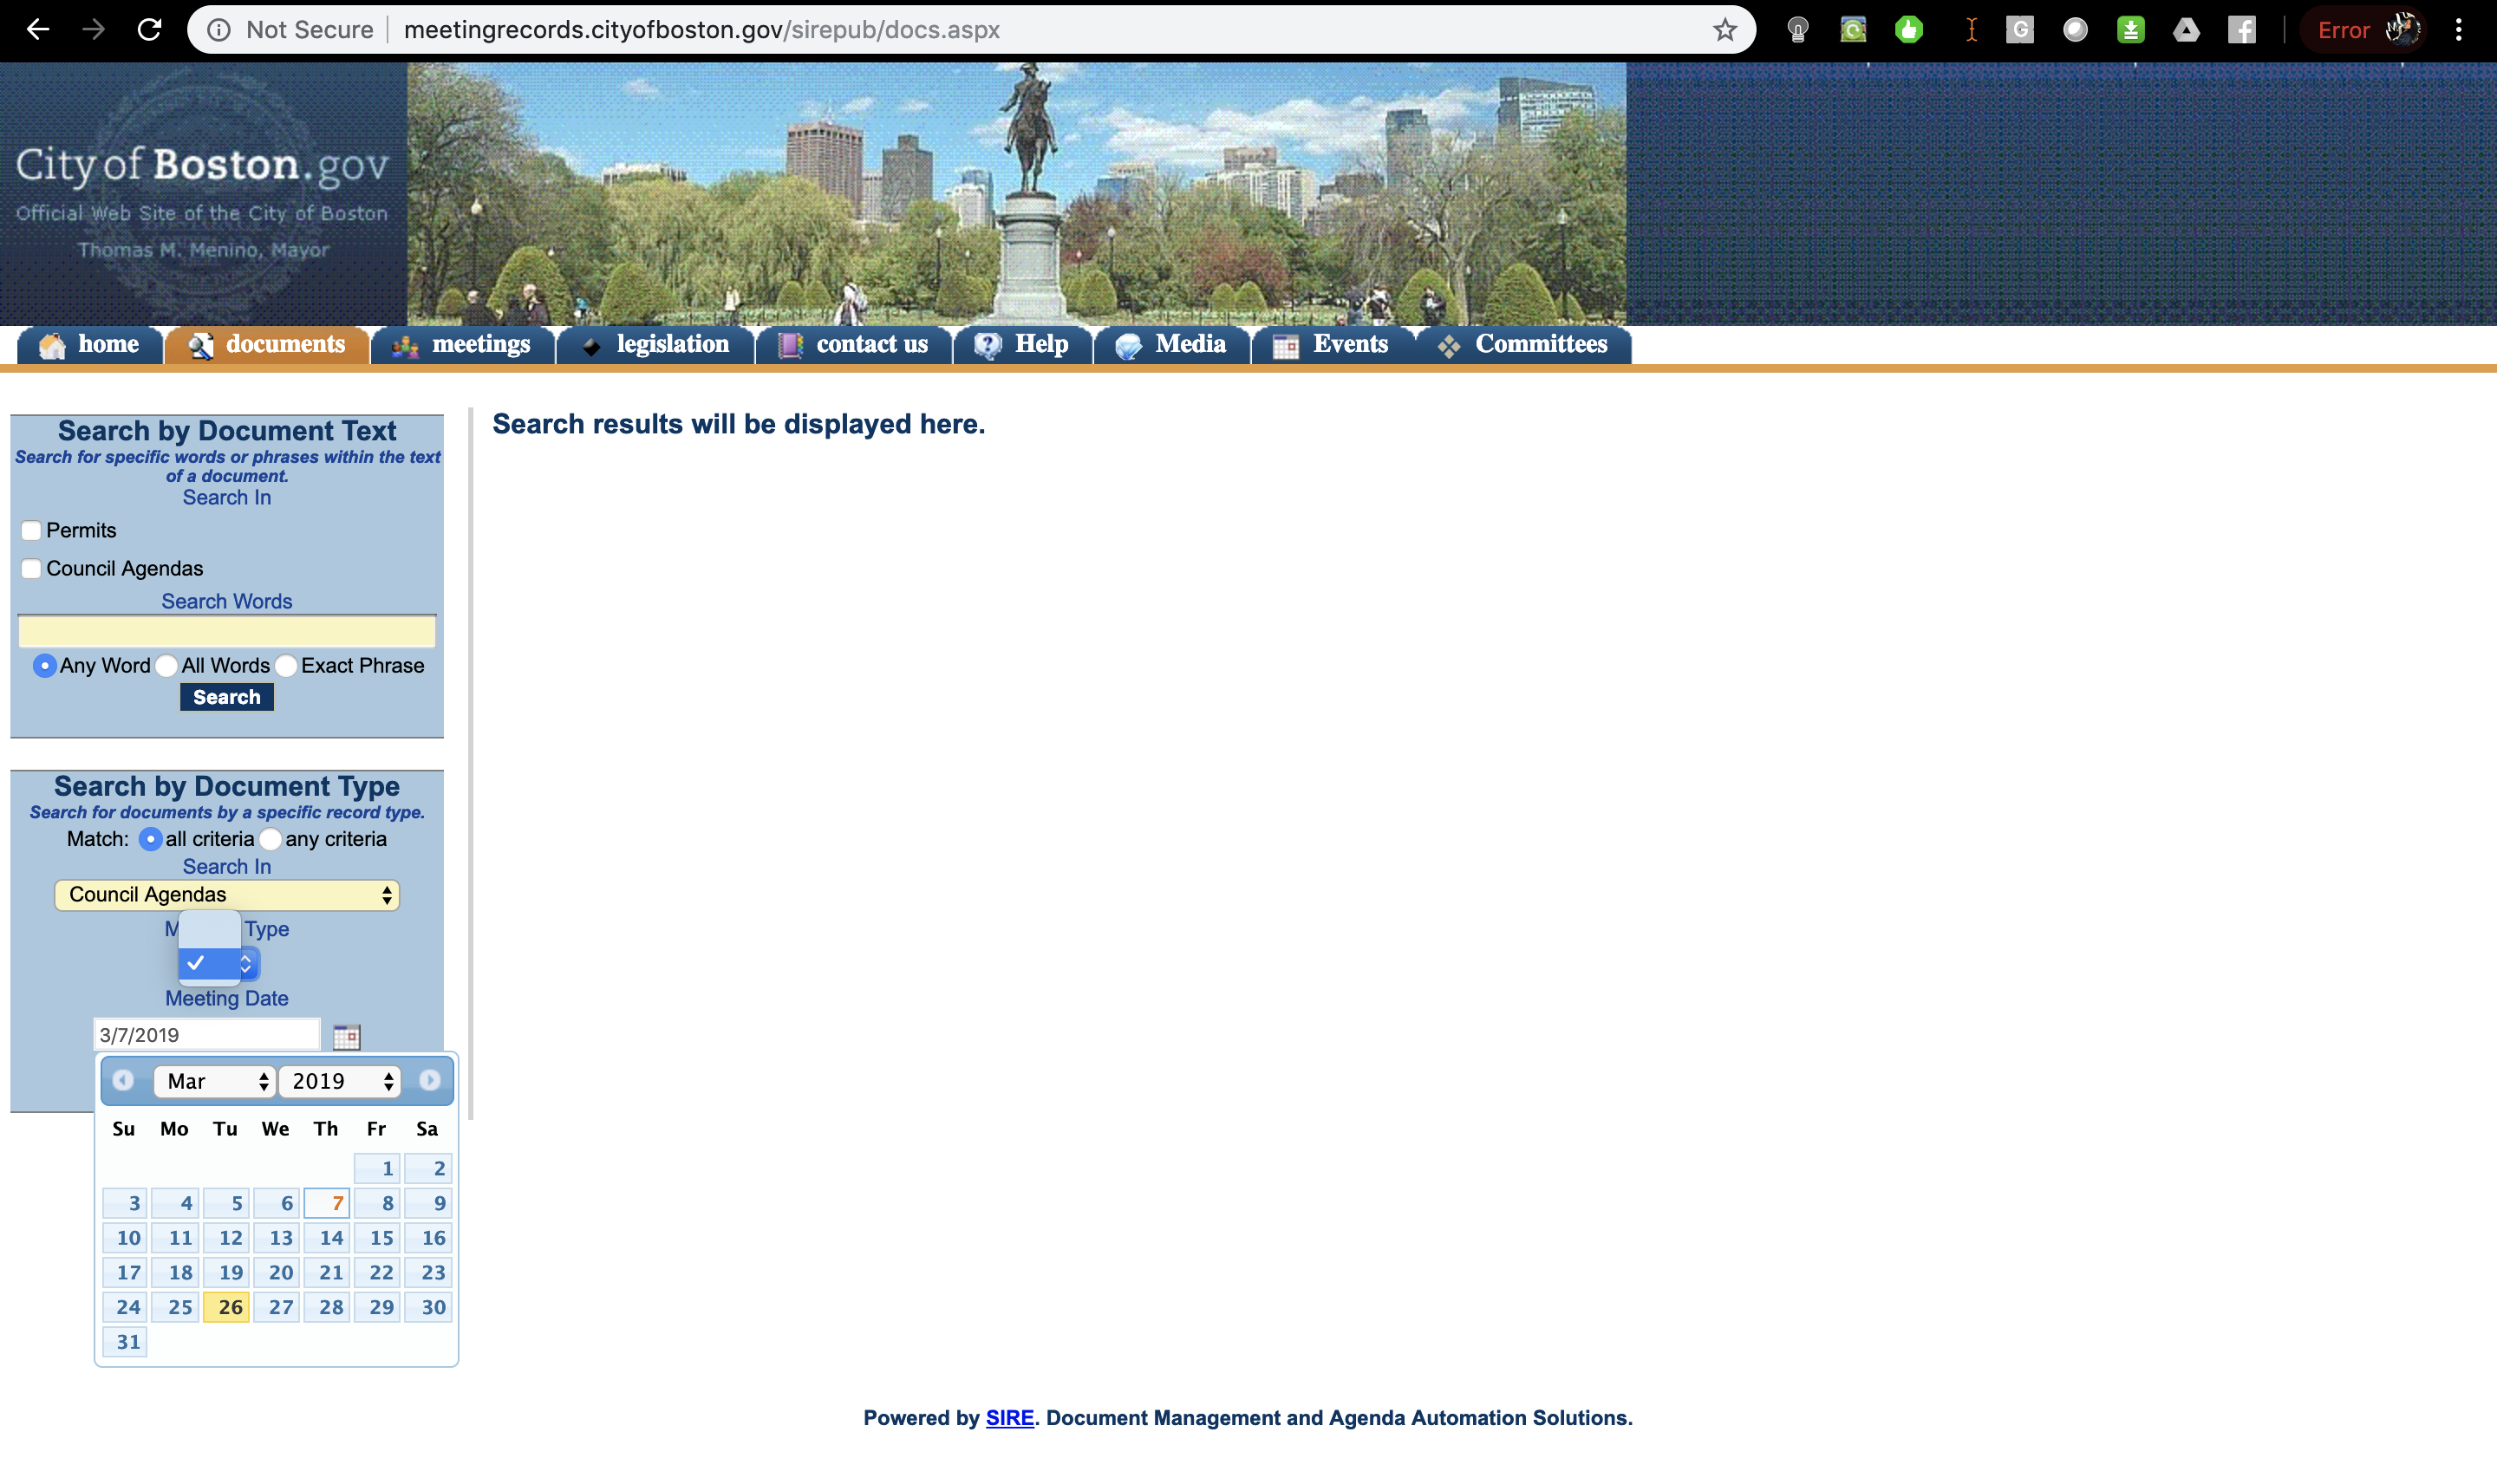 Not Secure | meetingrecords.cityofboston.gov/sirepub/docs.aspx
G
f
Error
City of Boston.gov
Official Web Site of the City of Boston
Thomas M. Menino, Mayor
home documents meetings legislation contact us Help Media Events Committees
Search by Document Text
Search for specific words or phrases within the text
of a document.
Search In
Permits
Council Agendas
Search Words
Any Word All Words Exact Phrase
Search
Search results will be displayed here.
Search by Document Type
Search for documents by a specific record type.
Match: all criteria any criteria
Search In
Council Agendas
M Type
Meeting Date
3/7/2019
Mar 2019
Su Mo Tu We Th Fr Sa
1 2
3 4 5 6 7 8 9
10 11 12 13 14 15 16
17 18 19 20 21 22 23
24 25 26 27 28 29 30
31
Powered by SIRE. Document Management and Agenda Automation Solutions.